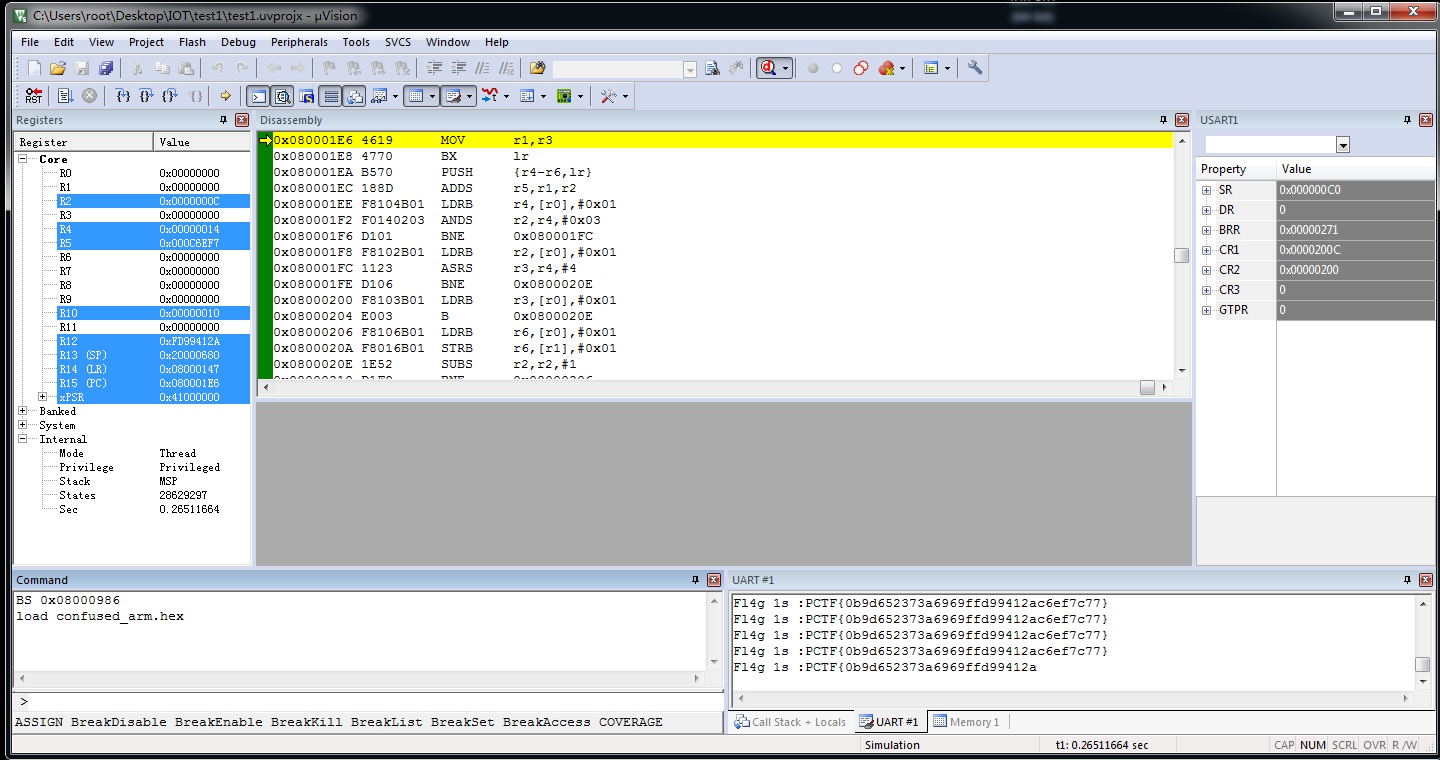 C:\Users\root\Desktop\IOT\test1\test1.uvprojx - µVision
File Edit View Project Flash Debug Peripherals Tools SVCS Window Help
RST
Registers
Register Value
Core
R0 0x00000000
R1 0x00000000
R2 0x0000000C
R3 0x00000000
R4 0x00000014
R5 0x000C6EF7
R6 0x00000000
R7 0x00000000
R8 0x00000000
R9 0x00000000
R10 0x00000010
R11 0x00000000
R12 0xFD99412A
R13 (SP) 0x20000680
R14 (LR) 0x08000147
R15 (PC) 0x080001E6
xPSR 0x41000000
Banked
System
Internal
Mode Thread
Privilege Privileged
Stack MSP
States 28629297
Sec 0.26511664
Disassembly
0x080001E6 4619 MOV r1,r3
0x080001E8 4770 BX lr
0x080001EA B570 PUSH {r4-r6,lr}
0x080001EC 188D ADDS r5,r1,r2
0x080001EE F8104B01 LDRB r4,[r0],#0x01
0x080001F2 F0140203 ANDS r2,r4,#0x03
0x080001F6 D101 BNE 0x080001FC
0x080001F8 F8102B01 LDRB r2,[r0],#0x01
0x080001FC 1123 ASRS r3,r4,#4
0x080001FE D106 BNE 0x0800020E
0x08000200 F8103B01 LDRB r3,[r0],#0x01
0x08000204 E003 B 0x0800020E
0x08000206 F8106B01 LDRB r6,[r0],#0x01
0x0800020A F8016B01 STRB r6,[r1],#0x01
0x0800020E 1E52 SUBS r2,r2,#1
USART1
Property Value
SR 0x000000C0
DR 0
BRR 0x00000271
CR1 0x0000200C
CR2 0x00000200
CR3 0
GTPR 0
Command
BS 0x08000986
load confused_arm.hex
>
ASSIGN BreakDisable BreakEnable BreakKill BreakList BreakSet BreakAccess COVERAGE
UART #1
Fl4g 1s :PCTF{0b9d652373a6969ffd99412ac6ef7c77}
Fl4g 1s :PCTF{0b9d652373a6969ffd99412ac6ef7c77}
Fl4g 1s :PCTF{0b9d652373a6969ffd99412ac6ef7c77}
Fl4g 1s :PCTF{0b9d652373a6969ffd99412ac6ef7c77}
Fl4g 1s :PCTF{0b9d652373a6969ffd99412a
Call Stack + Locals UART #1 Memory 1
Simulation t1: 0.26511664 sec CAP NUM SCRL OVR R/W